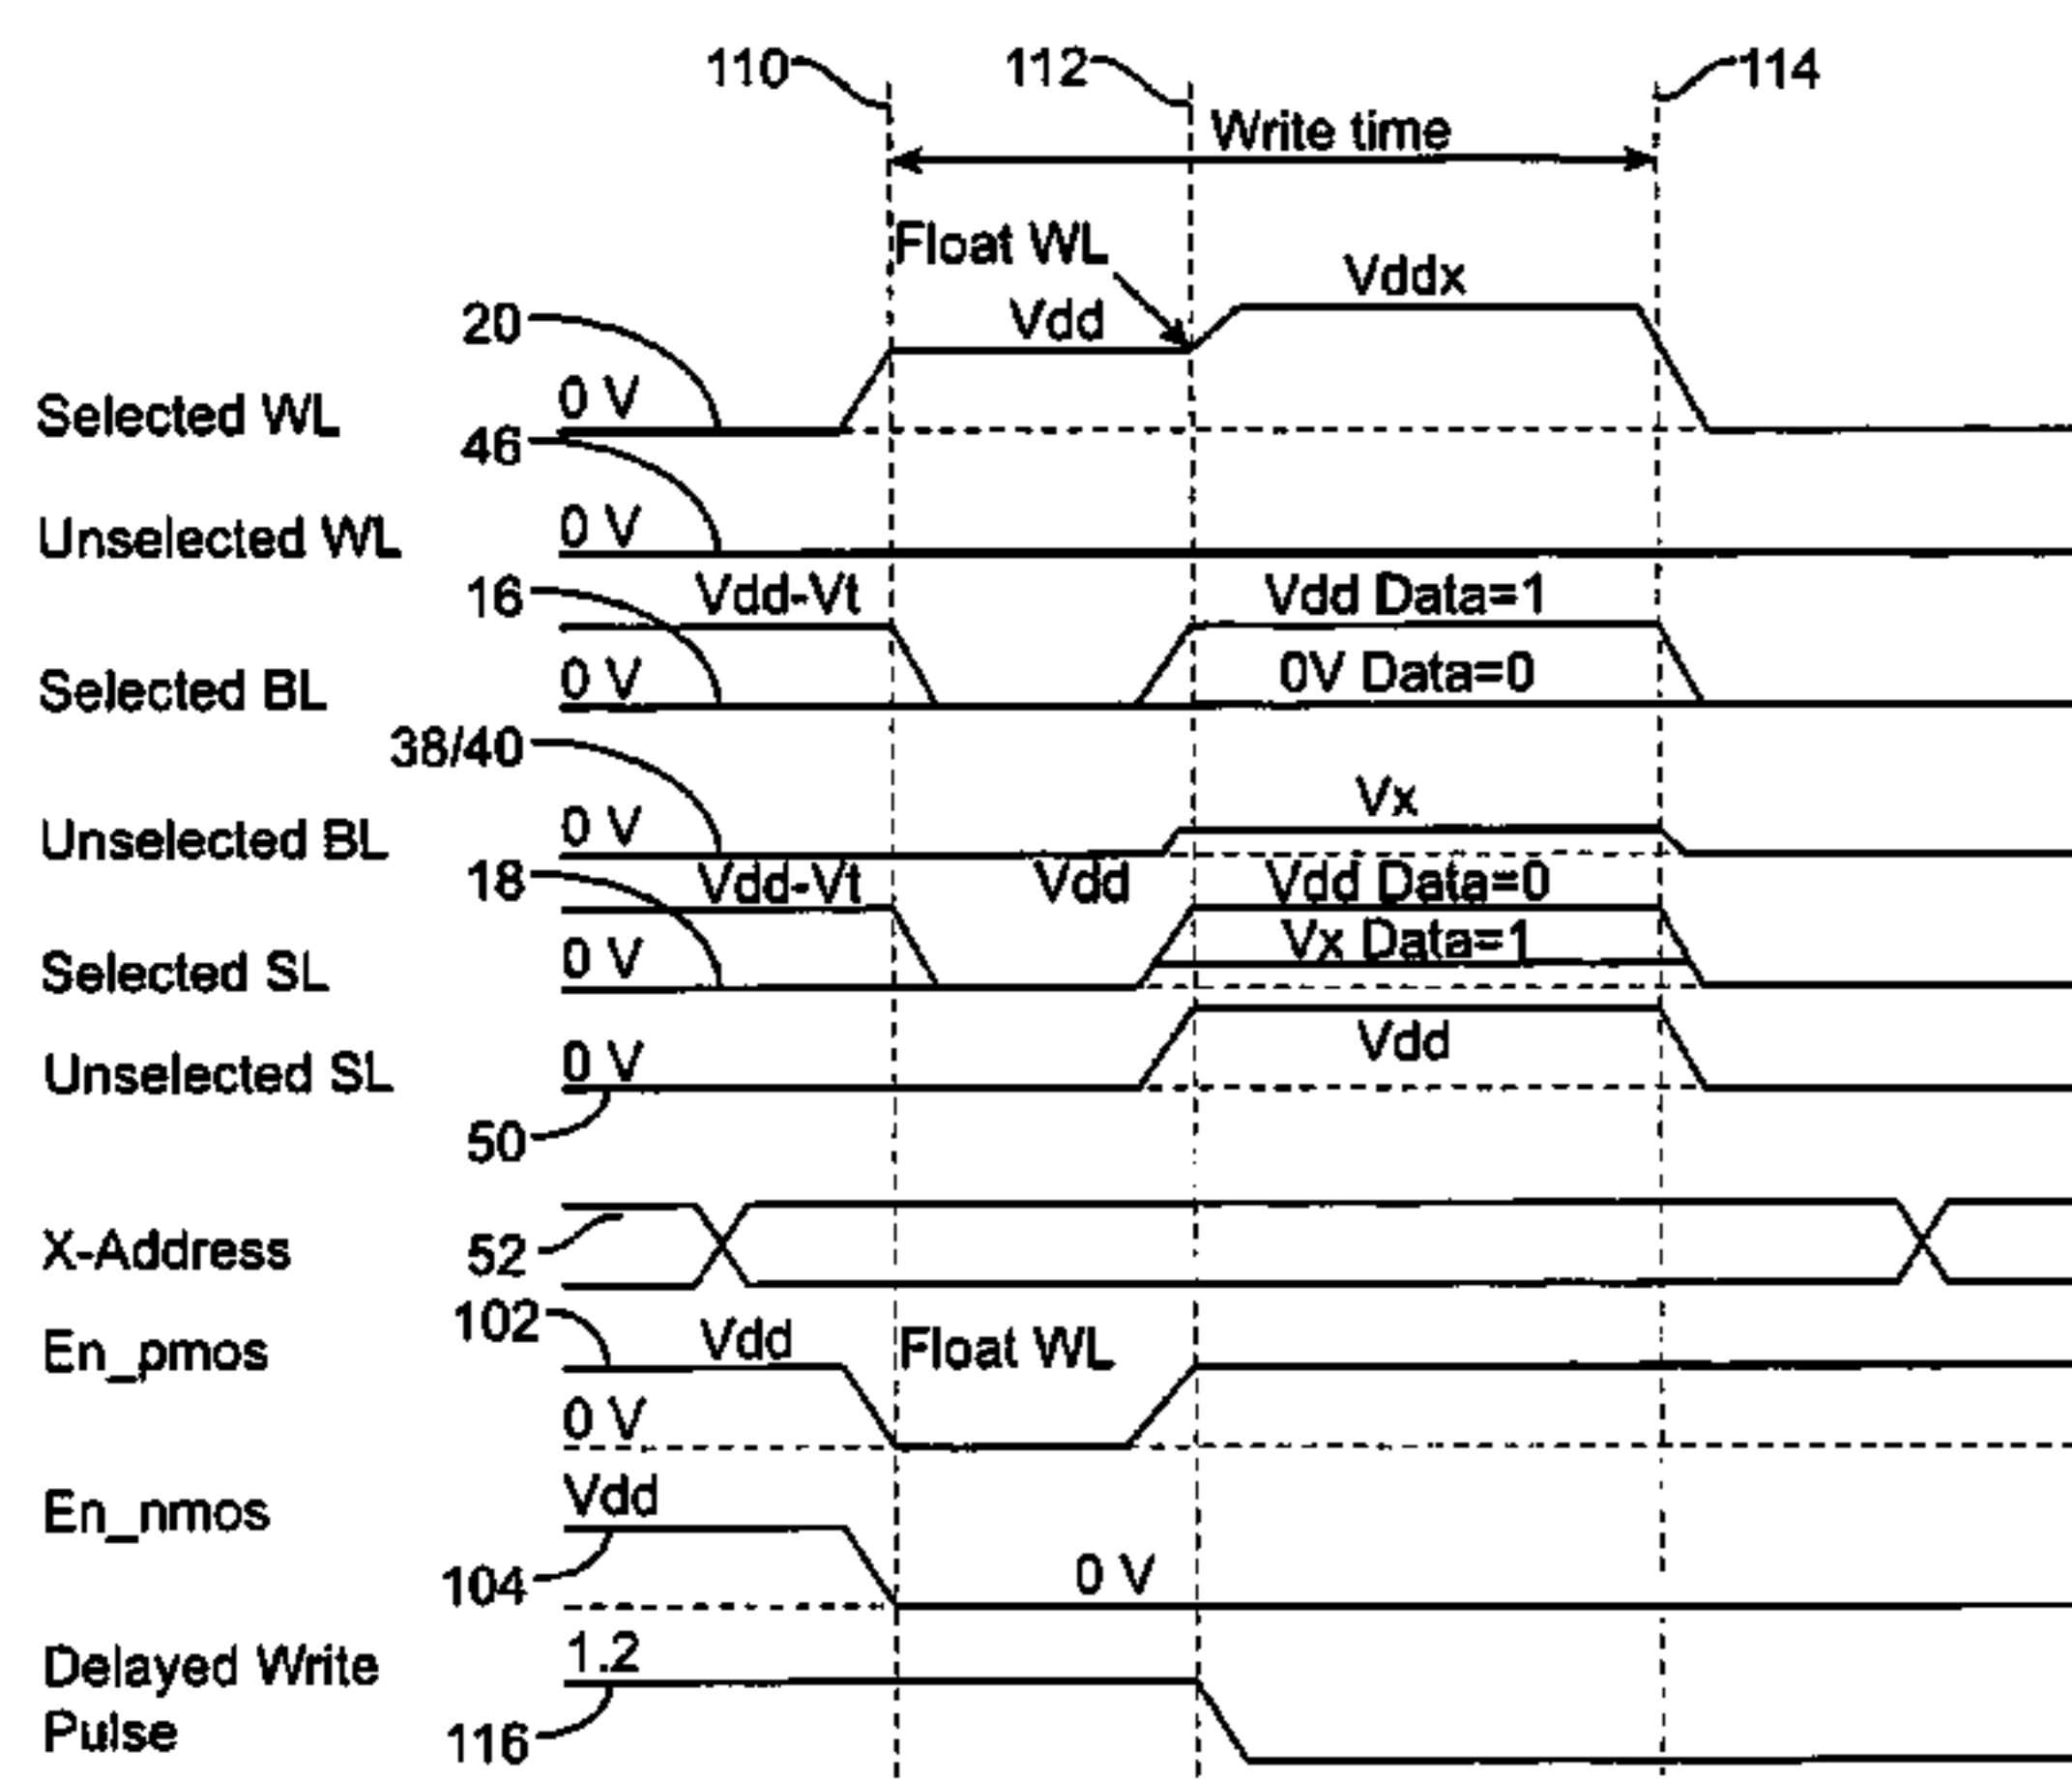 110 112 114
Write time
Float WL
Vddx
20 Vdd
Selected WL 0 V
46
Unselected WL 0 V
16 Vdd-Vt Vdd Data=1
Selected BL 0 V 0V Data=0
38/40
Vx
Unselected BL 0 V
18 Vdd-Vt Vdd Vdd Data=0
Vx Data=1
Selected SL 0 V
Unselected SL 0 V Vdd
50
X-Address 52
102
En_pmos Vdd Float WL
0 V
En_nmos Vdd
104 0 V
Delayed Write 1.2
Pulse 116